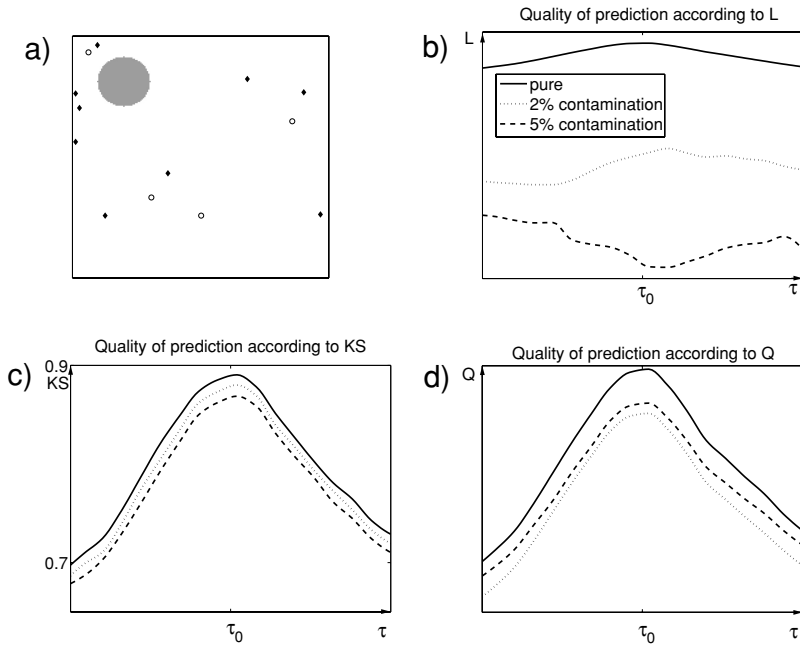 a)
b)
Quality of prediction according to L
L
pure
2% contamination
5% contamination
τ0
τ
c)
Quality of prediction according to KS
0.9
KS
0.7
τ0
τ
d)
Quality of prediction according to Q
Q
τ0
τ